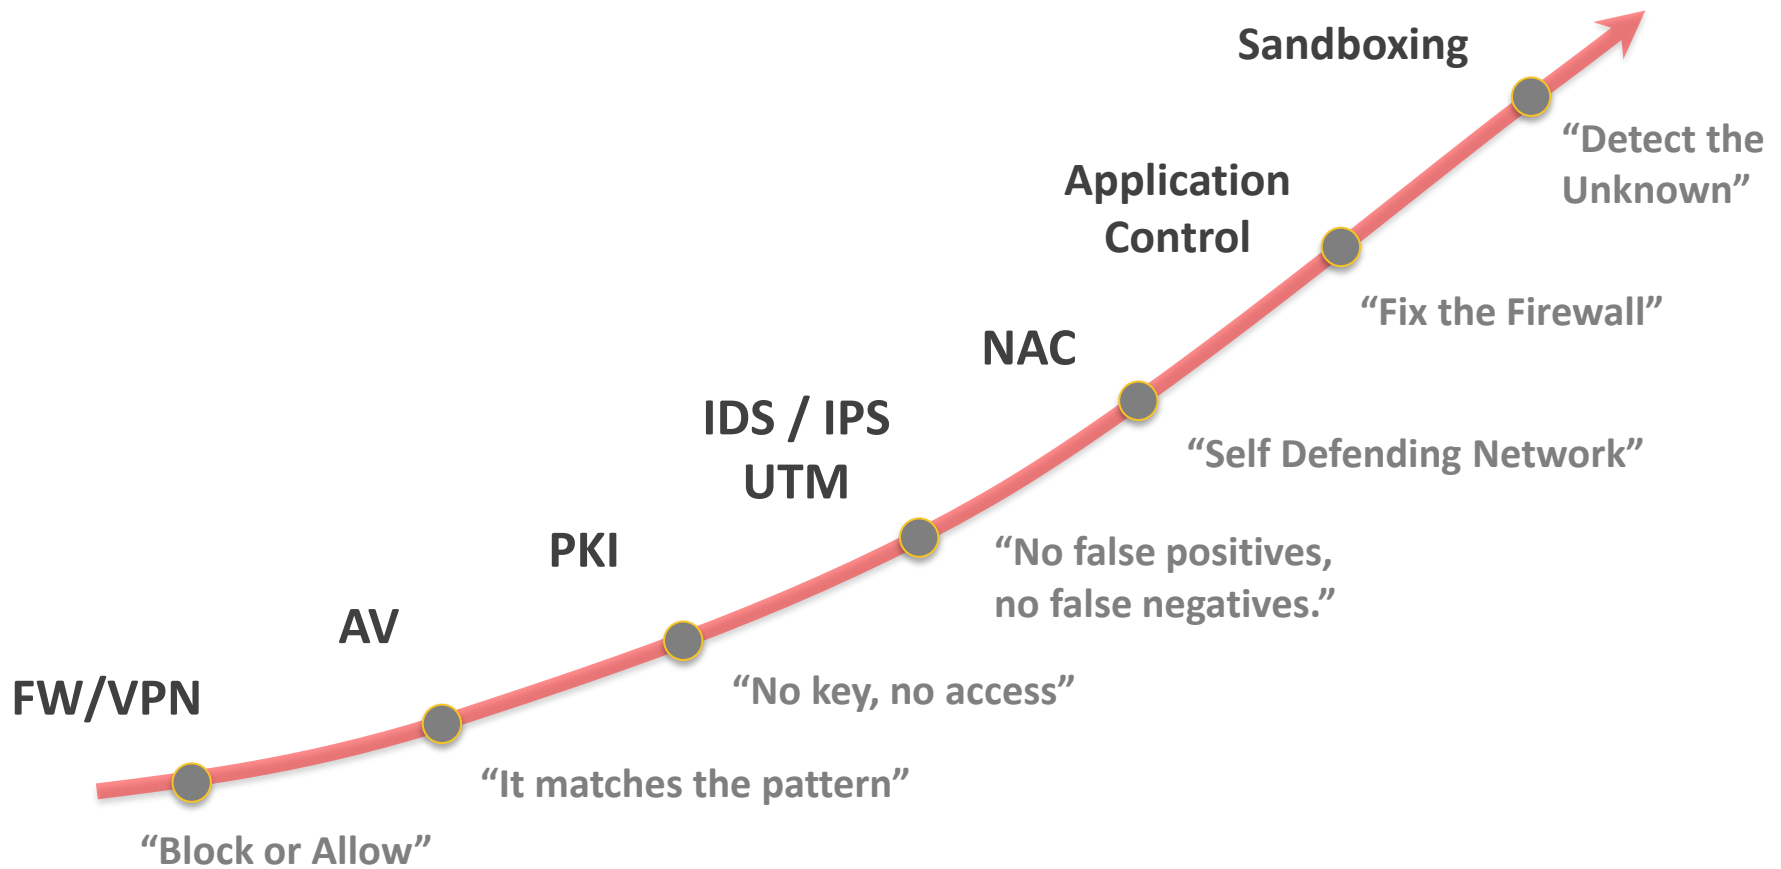 Sandboxing
“Detect the
Unknown”
Application
Control
“Fix the Firewall”
NAC
“Self Defending Network”
IDS / IPS
UTM
“No false positives,
no false negatives.”
PKI
“No key, no access”
AV
“It matches the pattern”
FW/VPN
“Block or Allow”